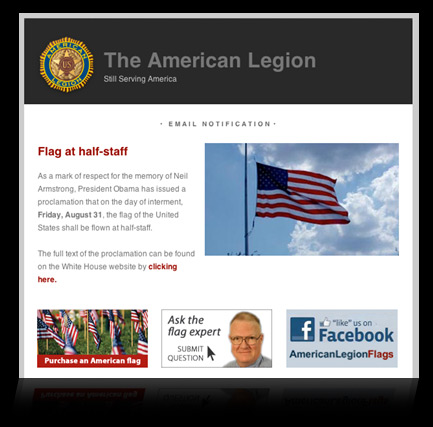 AMERICAN
US
LEGION
The American Legion
Still Serving America
· EMAIL NOTIFICATION ·
Flag at half-staff
As a mark of respect for the memory of Neil
Armstrong, President Obama has issued a
proclamation that on the day of interment,
Friday, August 31, the flag of the United
States shall be flown at half-staff.
The full text of the proclamation can be found
on the White House website by clicking
here.
Purchase an American flag
Ask the
flag expert
SUBMIT
QUESTION
"like" us on
Facebook
AmericanLegionFlags